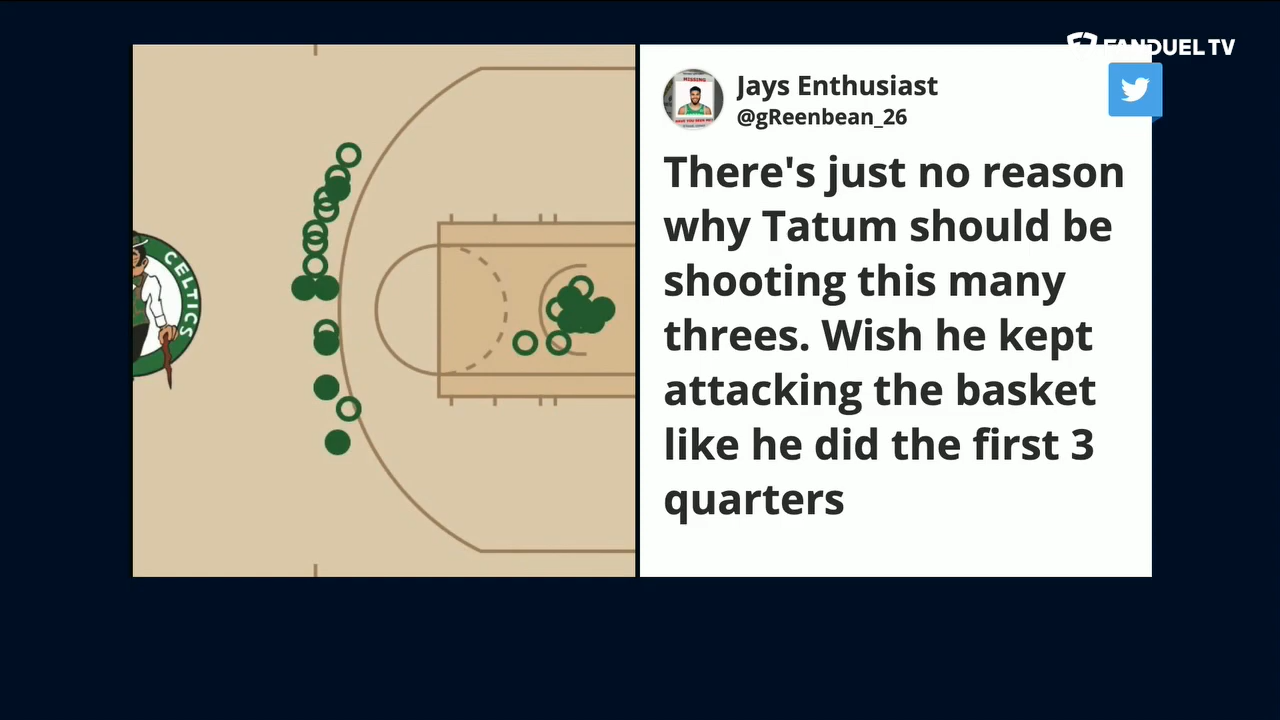 FANDUEL TV
Jays Enthusiast
@gReenbean_26
There's just no reason
why Tatum should be
shooting this many
threes. Wish he kept
attacking the basket
like he did the first 3
quarters
CELTICS
MISSING